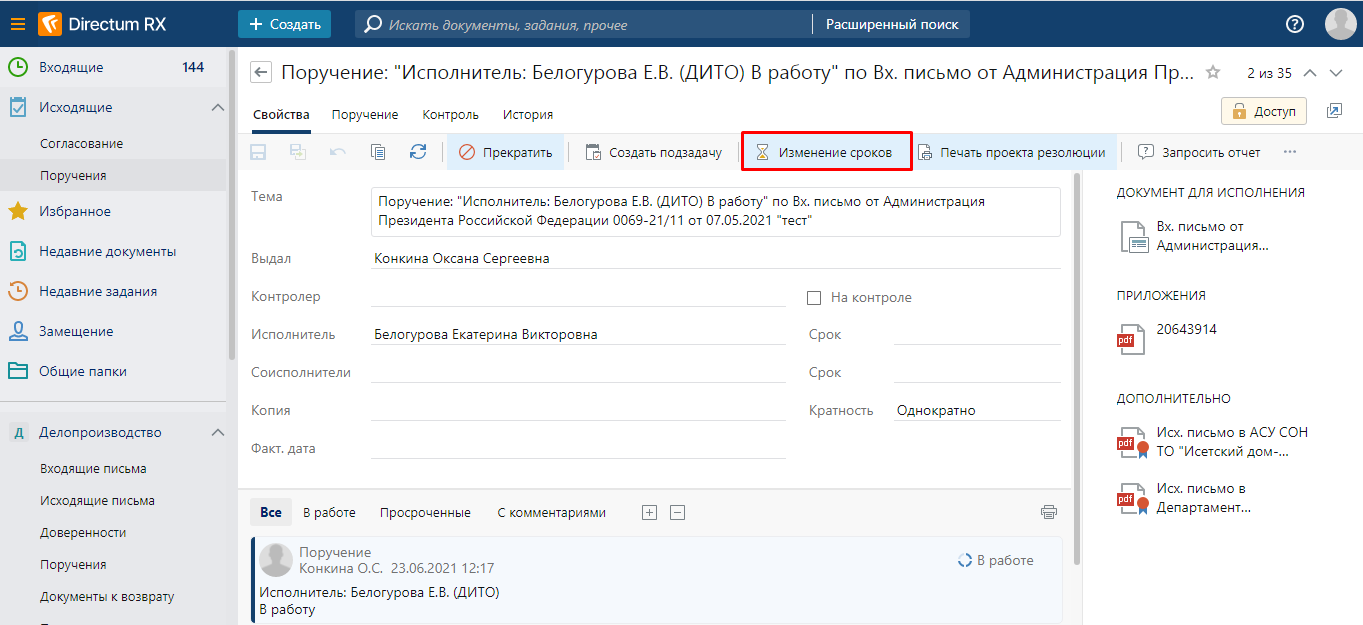 Directum RX
+ Создать
Искать документы, задания, прочее
Расширенный поиск
Входящие 144
Исходящие
Согласование
Поручения
Избранное
Недавние документы
Недавние задания
Замещение
Общие папки
Д Делопроизводство
Входящие письма
Исходящие письма
Доверенности
Поручения
Документы к возврату
Поручение: "Исполнитель: Белогурова Е.В. (ДИТО) В работу" по Вх. письмо от Администрация Пр...
2 из 35
Свойства Поручение Контроль История
Доступ
Прекратить Создать подзадачу Изменение сроков Печать проекта резолюции Запросить отчет ...
Тема
Поручение: "Исполнитель: Белогурова Е.В. (ДИТО) В работу" по Вх. письмо от Администрация
Президента Российской Федерации 0069-21/11 от 07.05.2021 "тест"
Выдал Конкина Оксана Сергеевна
Контролер На контроле
Исполнитель Белогурова Екатерина Викторовна Срок
Соисполнители Срок
Копия Кратность Однократно
Факт. дата
Все В работе Просроченные С комментариями
Поручение
Конкина О.С. 23.06.2021 12:17
В работе
Исполнитель: Белогурова Е.В. (ДИТО)
В работу
ДОКУМЕНТ ДЛЯ ИСПОЛНЕНИЯ
Вх. письмо от
Администрация...
ПРИЛОЖЕНИЯ
pdf 20643914
ДОПОЛНИТЕЛЬНО
pdf Исх. письмо в АСУ СОН
ТО "Исетский дом-...
pdf Исх. письмо в
Департамент...